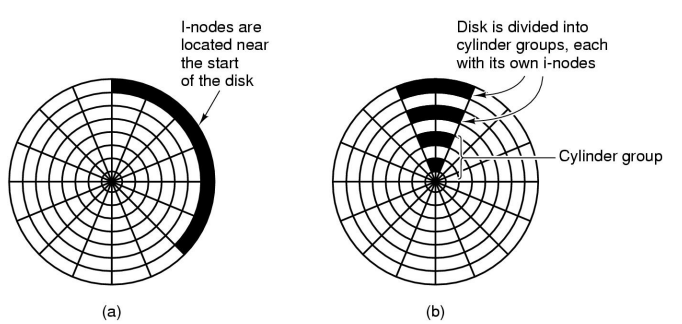 I-nodes are
located near
the start
of the disk
Disk is divided into
cylinder groups, each
with its own i-nodes
Cylinder group
(a)
(b)